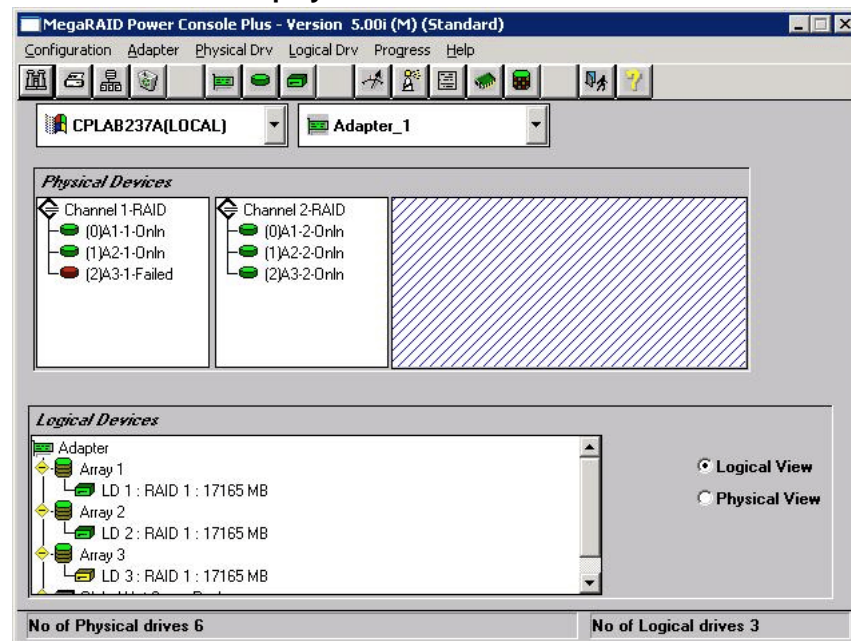 MegaRAID Power Console Plus - Version 5.00i (M) (Standard)
Configuration Adapter Physical Drv Logical Drv Progress Help
CPLAB237A(LOCAL)
Adapter_1
Physical Devices
Channel 1-RAID
(0)A1-1-Onln
(1)A2-1-Onln
(2)A3-1-Failed
Channel 2-RAID
(0)A1-2-Onln
(1)A2-2-Onln
(2)A3-2-Onln
Logical Devices
Adapter
Array 1
LD 1 : RAID 1 : 17165 MB
Array 2
LD 2 : RAID 1 : 17165 MB
Array 3
LD 3 : RAID 1 : 17165 MB
Logical View
Physical View
No of Physical drives 6
No of Logical drives 3